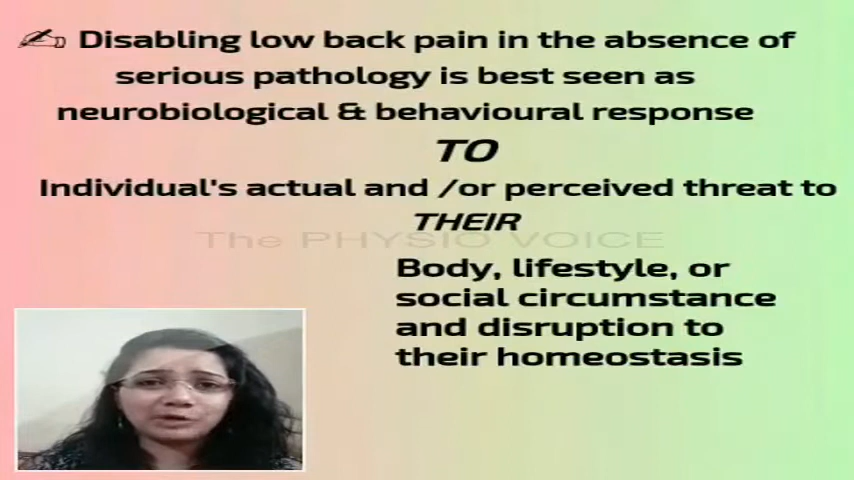 ✍ Disabling low back pain in the absence of
serious pathology is best seen as
neurobiological & behavioural response
TO
Individual's actual and /or perceived threat to
THEIR
The PHYSIO VOICE
Body, lifestyle, or
social circumstance
and disruption to
their homeostasis